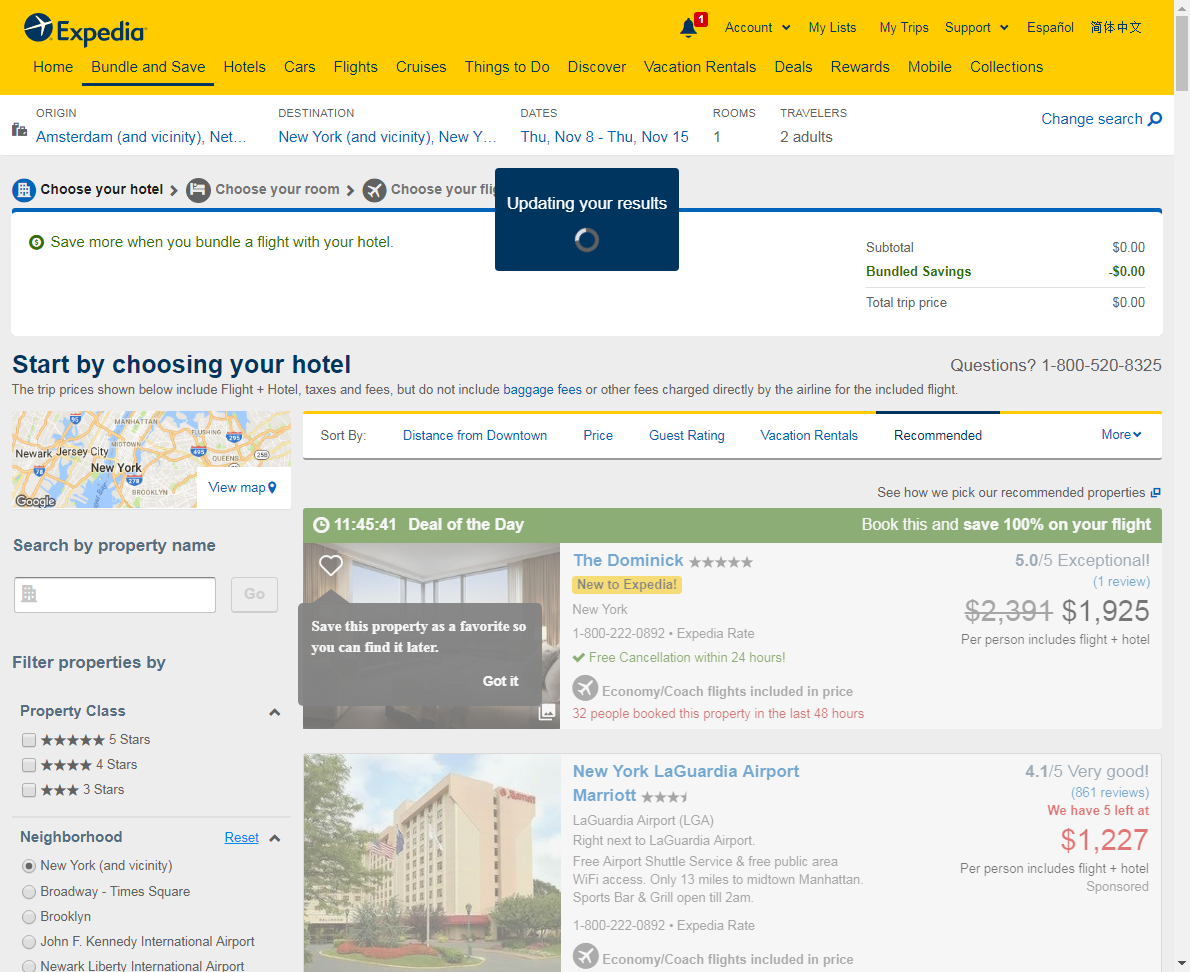 Expedia
1
Account
My Lists
My Trips
Support
Español
简体中文
Home
Bundle and Save
Hotels
Cars
Flights
Cruises
Things to Do
Discover
Vacation Rentals
Deals
Rewards
Mobile
Collections
ORIGIN
Amsterdam (and vicinity), Net...
DESTINATION
New York (and vicinity), New Y...
DATES
Thu, Nov 8 - Thu, Nov 15
ROOMS
1
TRAVELERS
2 adults
Change search
Choose your hotel
Choose your room
Choose your flig
Updating your results
Save more when you bundle a flight with your hotel.
Subtotal $0.00
Bundled Savings -$0.00
Total trip price $0.00
Start by choosing your hotel
Questions? 1-800-520-8325
The trip prices shown below include Flight + Hotel, taxes and fees, but do not include baggage fees or other fees charged directly by the airline for the included flight.
MANHATTAN
FLUSHING
MIDTOWN
Newark
Jersey City
QUEENS
New York
BROOKLYN
95
295
495
258
78
278
Google
View map
Sort By:
Distance from Downtown
Price
Guest Rating
Vacation Rentals
Recommended
More
See how we pick our recommended properties
Search by property name
Go
Filter properties by
Property Class
5 Stars
4 Stars
3 Stars
Neighborhood
Reset
New York (and vicinity)
Broadway - Times Square
Brooklyn
John F. Kennedy International Airport
Newark Liberty International Airport
11:45:41 Deal of the Day
Book this and save 100% on your flight
Save this property as a favorite so
you can find it later.
Got it
The Dominick
New to Expedia!
New York
1-800-222-0892 • Expedia Rate
Free Cancellation within 24 hours!
Economy/Coach flights included in price
32 people booked this property in the last 48 hours
5.0/5 Exceptional!
(1 review)
$2,391 $1,925
Per person includes flight + hotel
Marriott
New York LaGuardia Airport
Marriott
LaGuardia Airport (LGA)
Right next to LaGuardia Airport.
Free Airport Shuttle Service & free public area
WiFi access. Only 13 miles to midtown Manhattan.
Sports Bar & Grill open till 2am.
1-800-222-0892 • Expedia Rate
Economy/Coach flights included in price
4.1/5 Very good!
(861 reviews)
We have 5 left at
$1,227
Per person includes flight + hotel
Sponsored